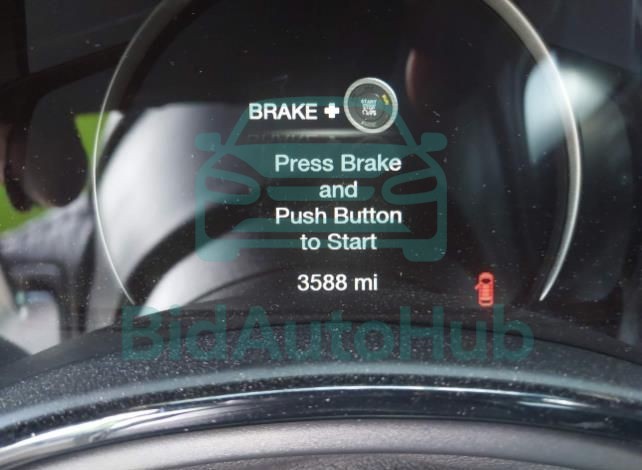 BRAKE +
START
STOP
Press Brake
and
Push Button
to Start
3588 mi
BidAutoHub